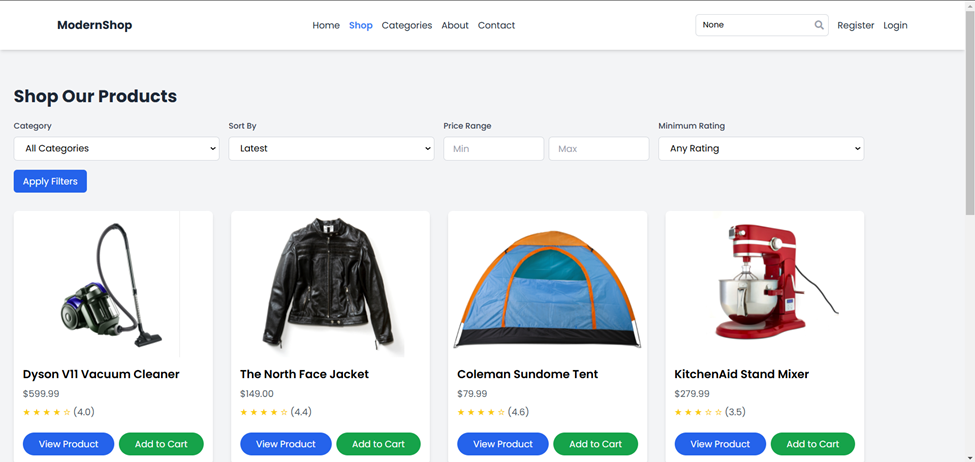 ModernShop Home Shop Categories About Contact None Register Login
Shop Our Products
Category Sort By Price Range Minimum Rating
All Categories Latest Min Max Any Rating
Apply Filters
Dyson V11 Vacuum Cleaner The North Face Jacket Coleman Sundome Tent KitchenAid Stand Mixer
$599.99 $149.00 $79.99 $279.99
★ ★ ★ ★ ☆ (4.0) ★ ★ ★ ★ ☆ (4.4) ★ ★ ★ ★ ☆ (4.6) ★ ★ ★ ☆ ☆ (3.5)
View Product Add to Cart View Product Add to Cart View Product Add to Cart View Product Add to Cart